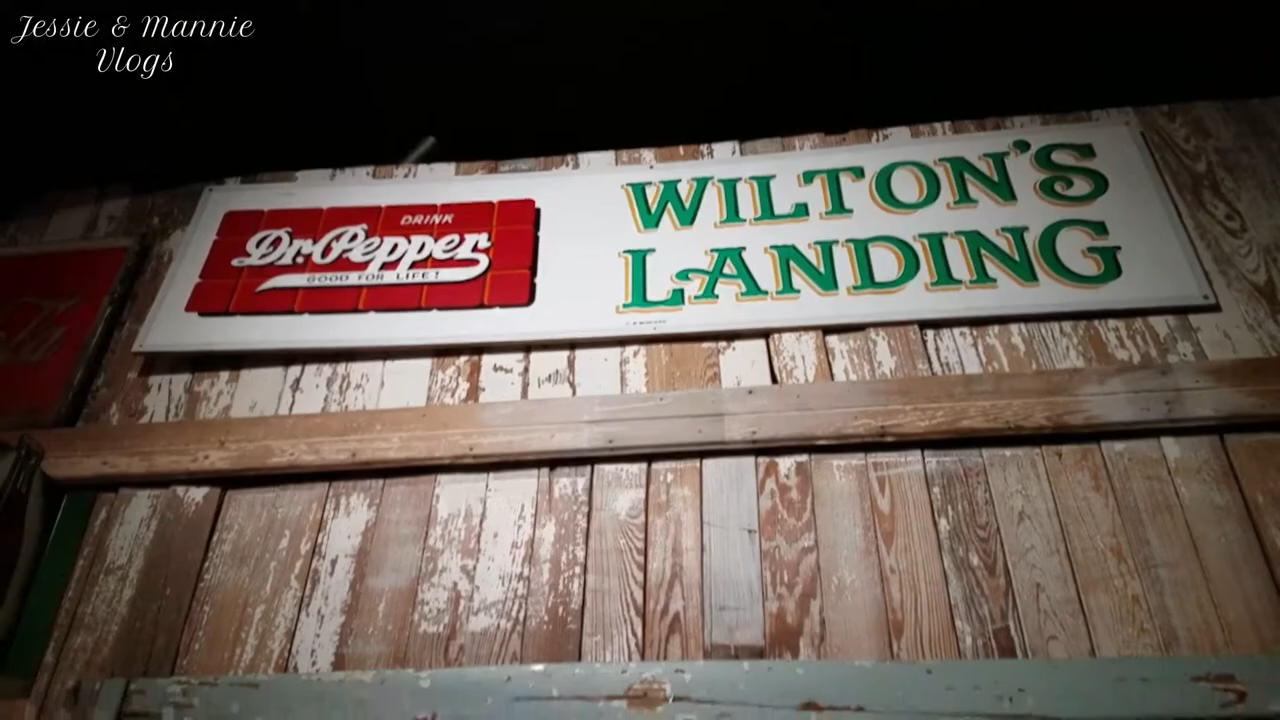 Jessie & Mannie
Vlogs
DRINK
Dr. Pepper
GOOD FOR LIFE!
WILTON'S
LANDING